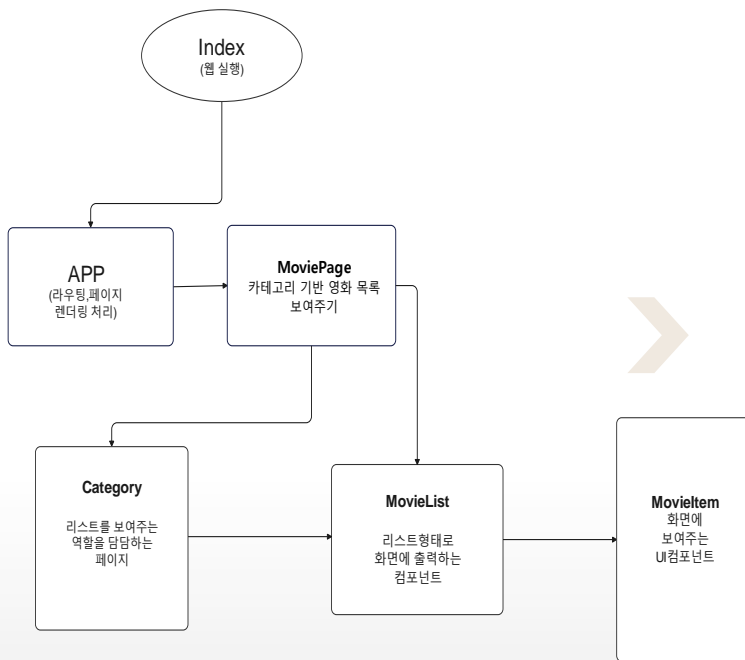 Index
(웹 실행)
APP
(라우팅,페이지
렌더링 처리)
MoviePage
카테고리 기반 영화 목록
보여주기
Category
리스트를 보여주는
역할을 담담하는
페이지
MovieList
리스트형태로
화면에 출력하는
컴포넌트
MovieItem
화면에
보여주는
UI컴포넌트